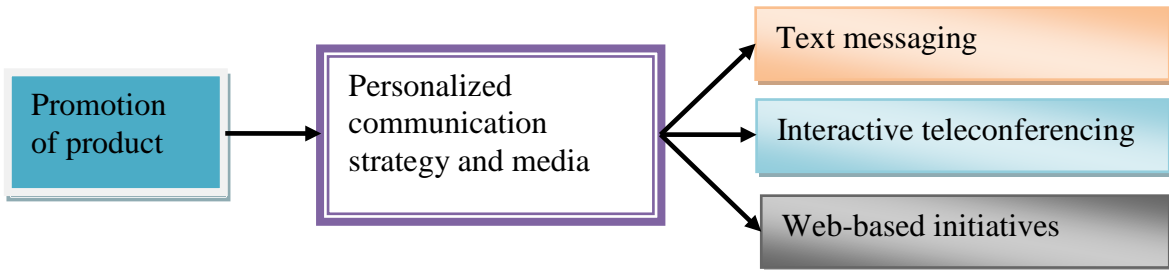 Promotion
of product
Personalized
communication
strategy and media
Text messaging
Interactive teleconferencing
Web-based initiatives